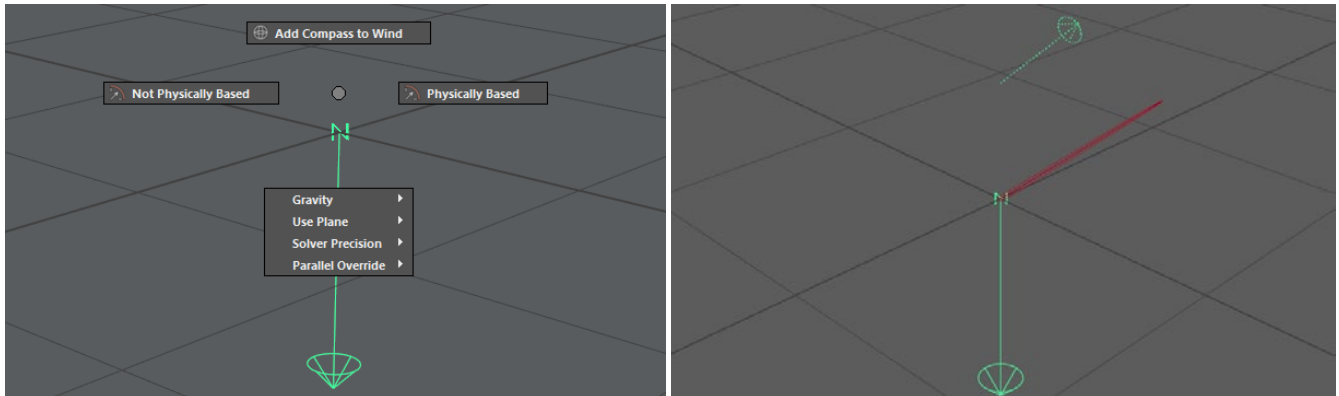 Add Compass to Wind
Not Physically Based
Physically Based
N
Gravity
Use Plane
Solver Precision
Parallel Override
N